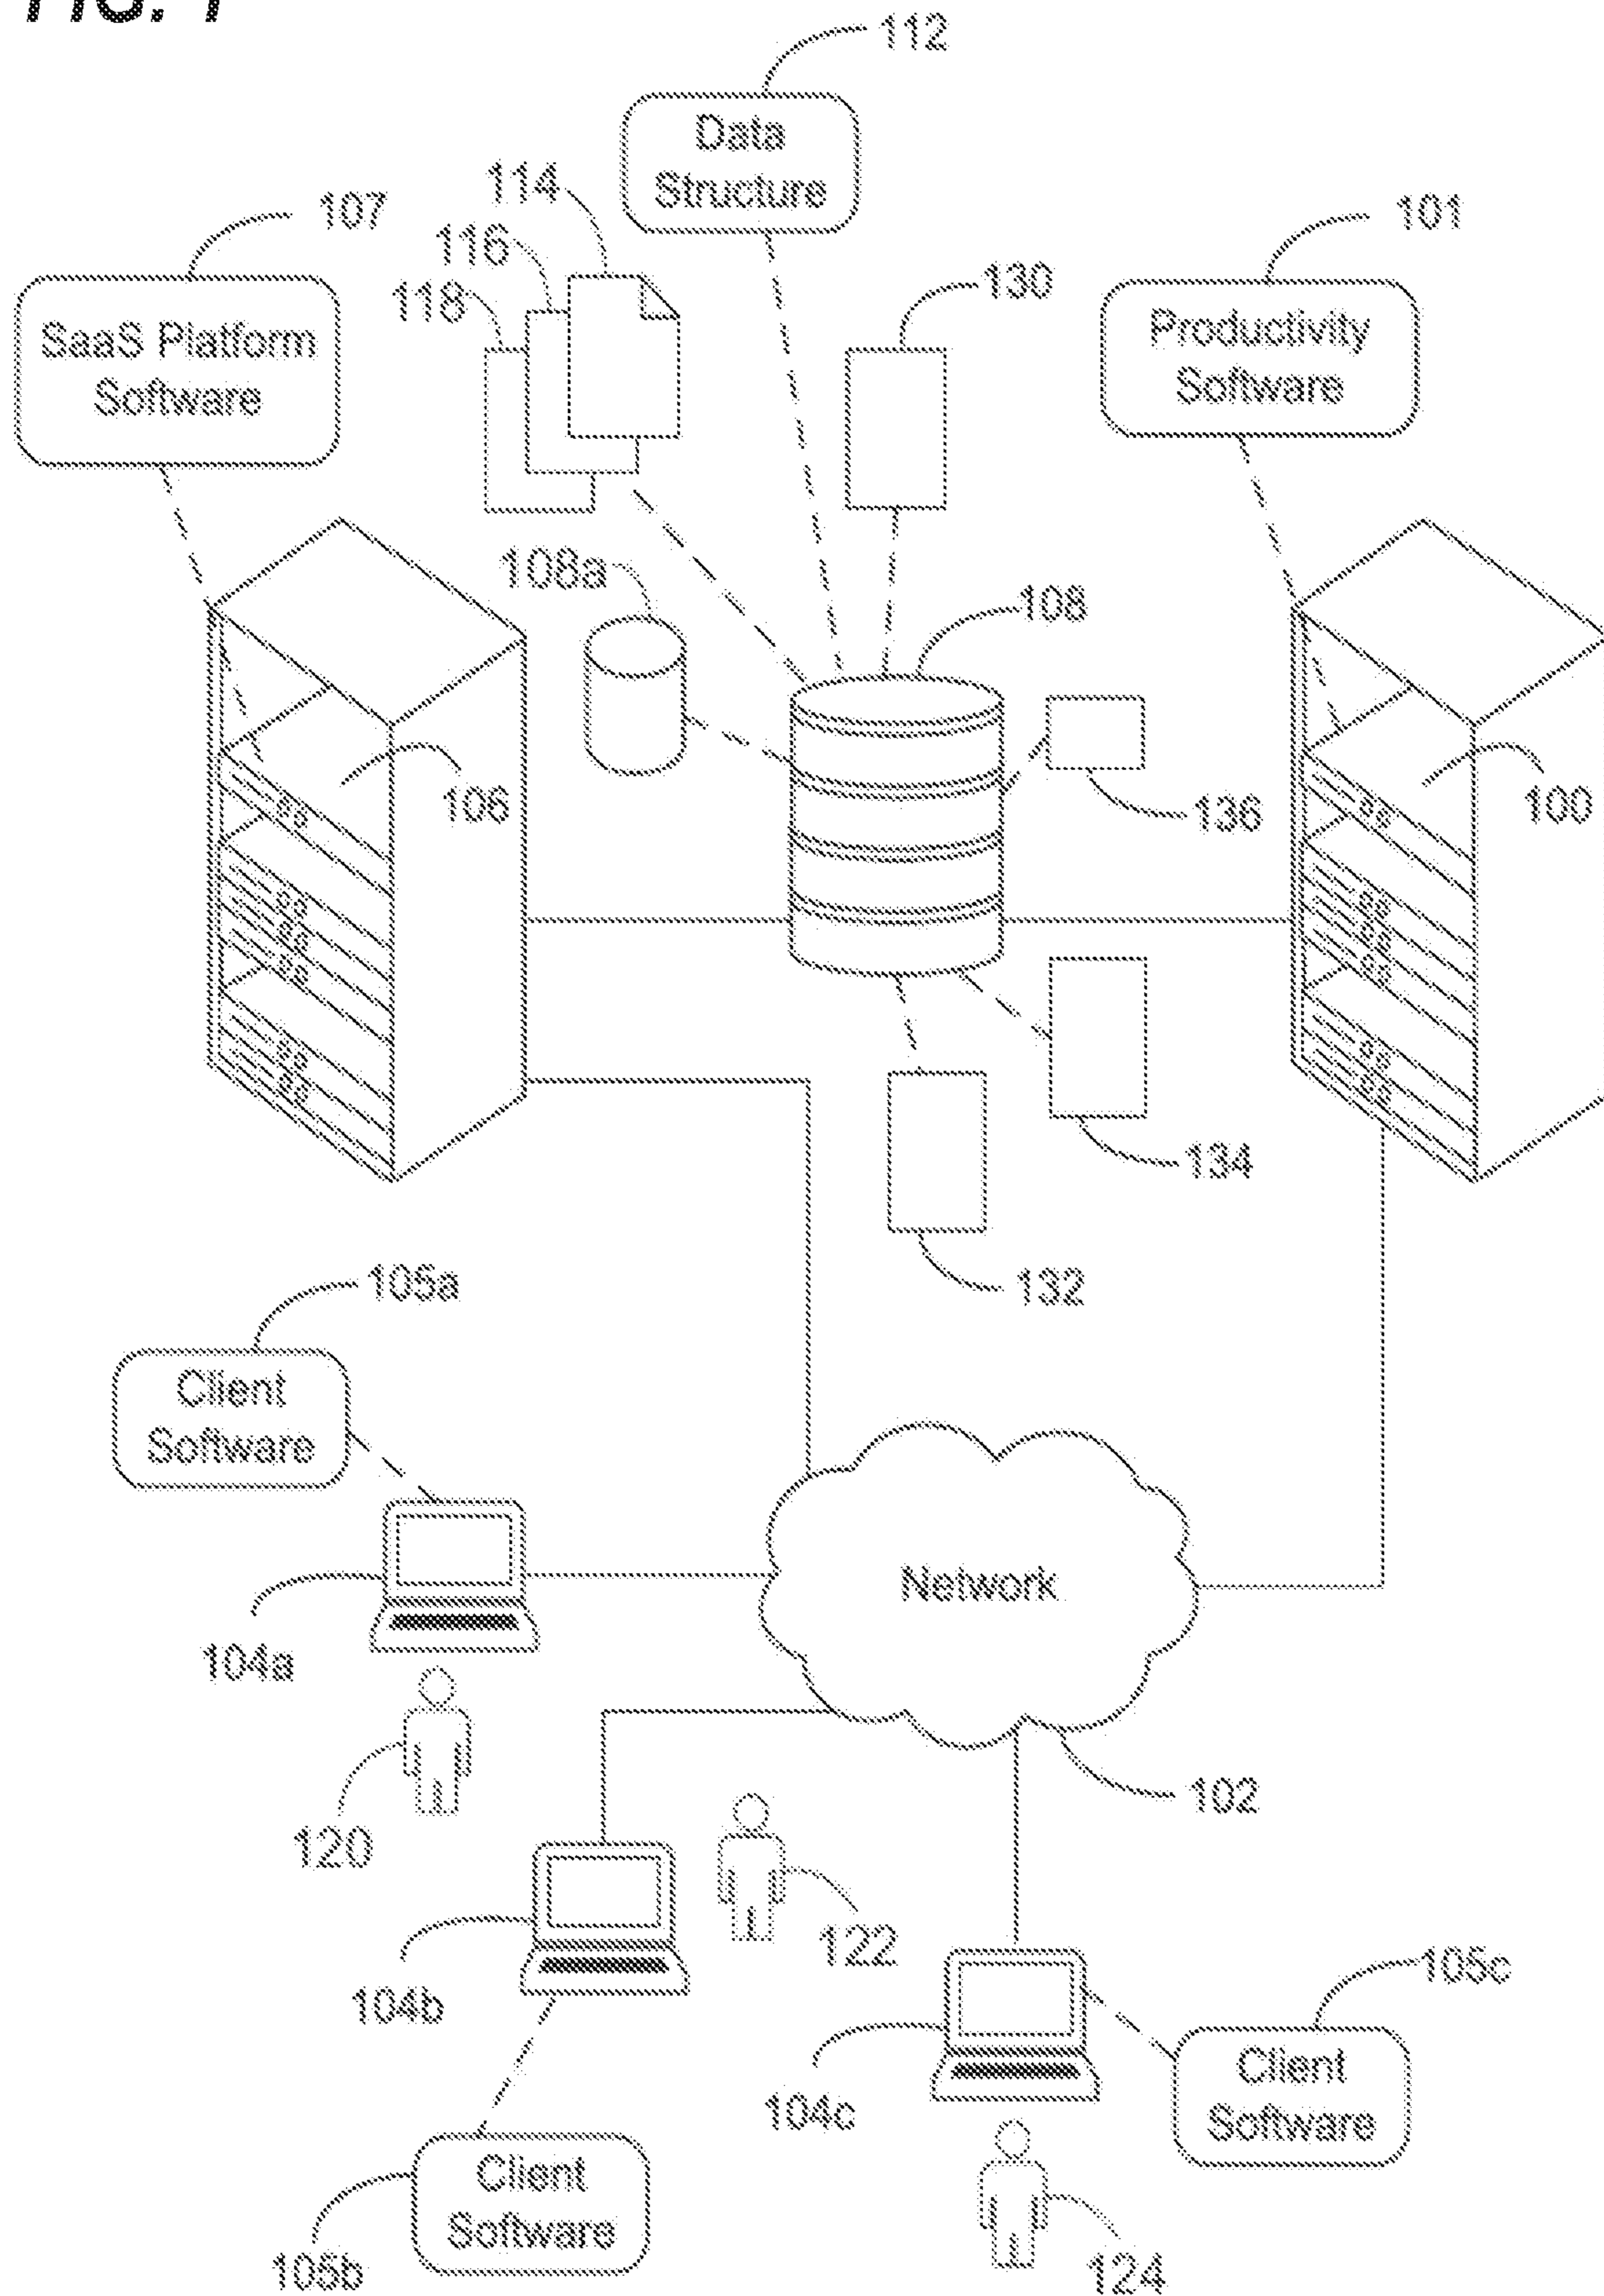 FIG. 1
112
Data
Structure
114
107
116
101
118
130
SaaS Platform
Software
Productivity
Software
108a
108
106
136
100
134
132
105a
Client
Software
Network
104a
102
120
122
104b
105c
104c
Client
Software
Client
Software
105b
124